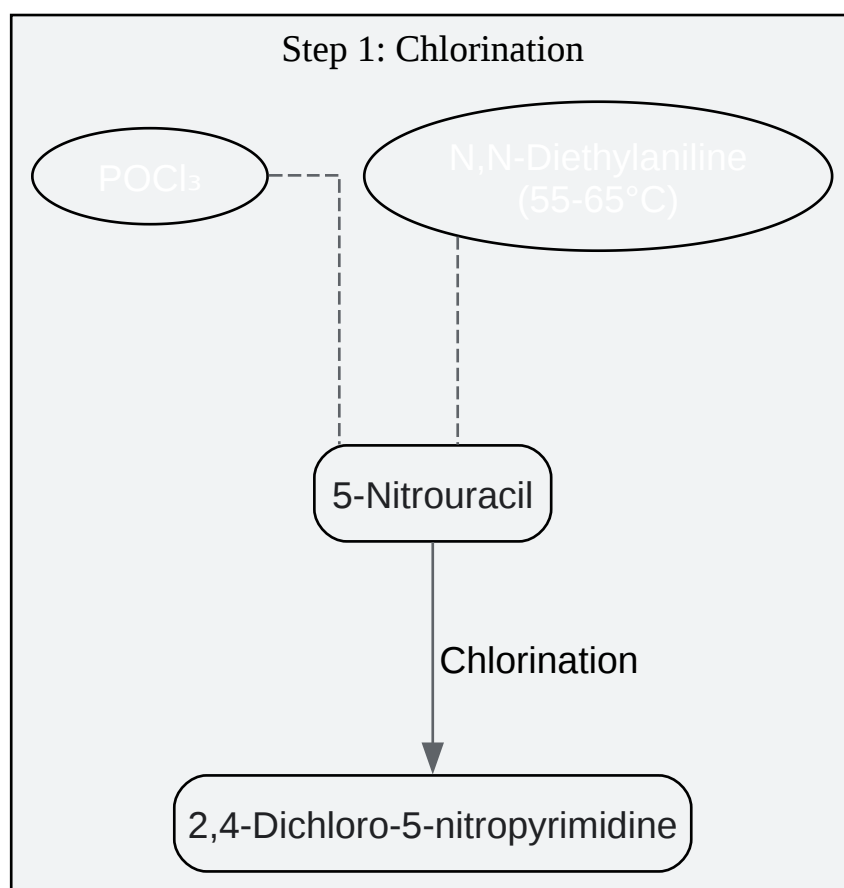 Step 1: Chlorination
POCl₃
N,N-Diethylaniline
(55-65°C)
5-Nitrouracil
Chlorination
2,4-Dichloro-5-nitropyrimidine